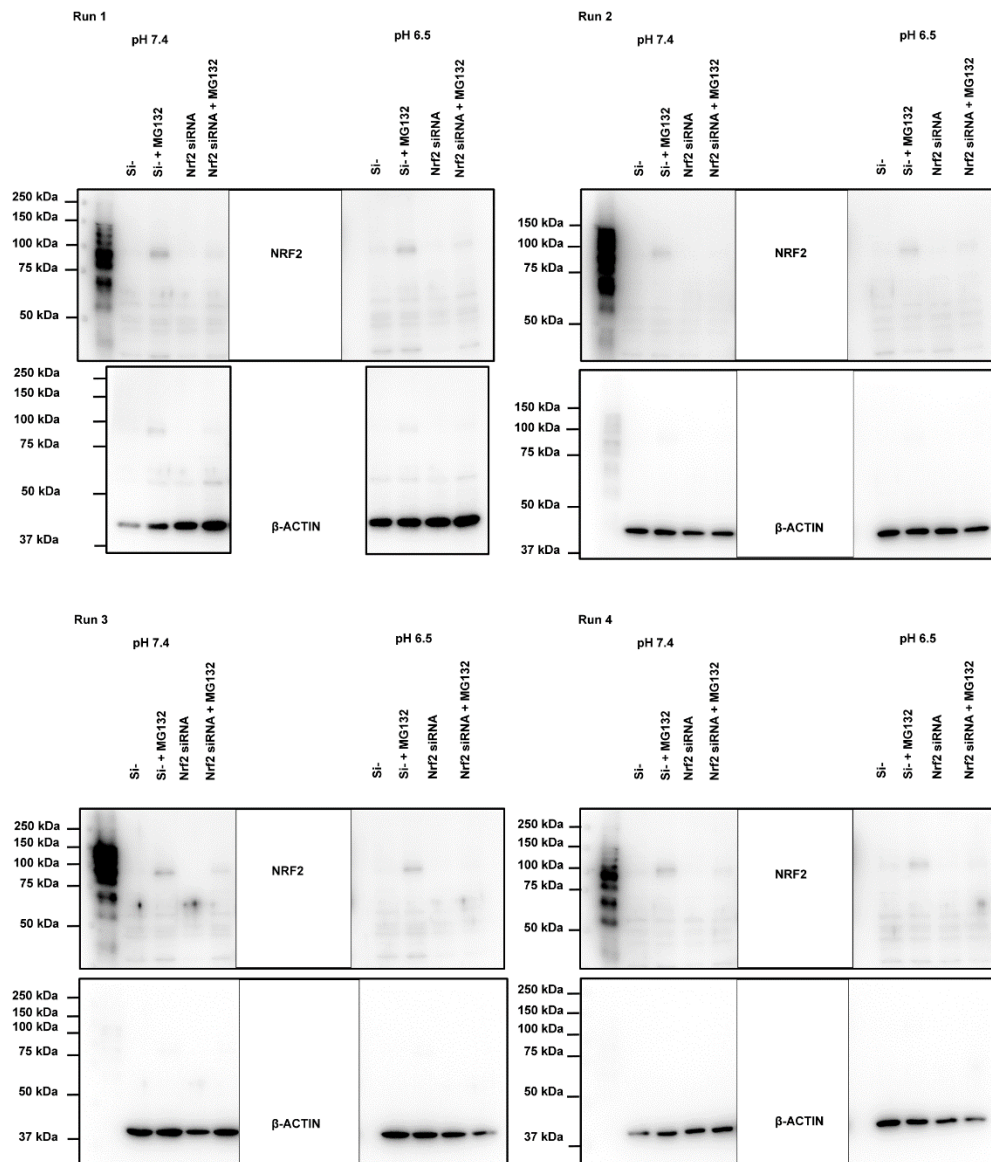 Run 1
pH 7.4
pH 6.5
Si-
Si- + MG132
Nrf2 siRNA
Nrf2 siRNA + MG132
Si-
Si- + MG132
Nrf2 siRNA
Nrf2 siRNA + MG132
250 kDa
150 kDa
100 kDa
75 kDa
50 kDa
NRF2
250 kDa
150 kDa
100 kDa
75 kDa
50 kDa
37 kDa
β-ACTIN
Run 2
pH 7.4
pH 6.5
Si-
Si- + MG132
Nrf2 siRNA
Nrf2 siRNA + MG132
Si-
Si- + MG132
Nrf2 siRNA
Nrf2 siRNA + MG132
150 kDa
100 kDa
75 kDa
50 kDa
NRF2
150 kDa
100 kDa
75 kDa
50 kDa
37 kDa
β-ACTIN
Run 3
pH 7.4
pH 6.5
Si-
Si- + MG132
Nrf2 siRNA
Nrf2 siRNA + MG132
Si-
Si- + MG132
Nrf2 siRNA
Nrf2 siRNA + MG132
250 kDa
150 kDa
100 kDa
75 kDa
50 kDa
NRF2
250 kDa
150 kDa
100 kDa
75 kDa
50 kDa
37 kDa
β-ACTIN
Run 4
pH 7.4
pH 6.5
Si-
Si- + MG132
Nrf2 siRNA
Nrf2 siRNA + MG132
Si-
Si- + MG132
Nrf2 siRNA
Nrf2 siRNA + MG132
250 kDa
150 kDa
100 kDa
75 kDa
50 kDa
NRF2
250 kDa
150 kDa
100 kDa
75 kDa
50 kDa
37 kDa
β-ACTIN